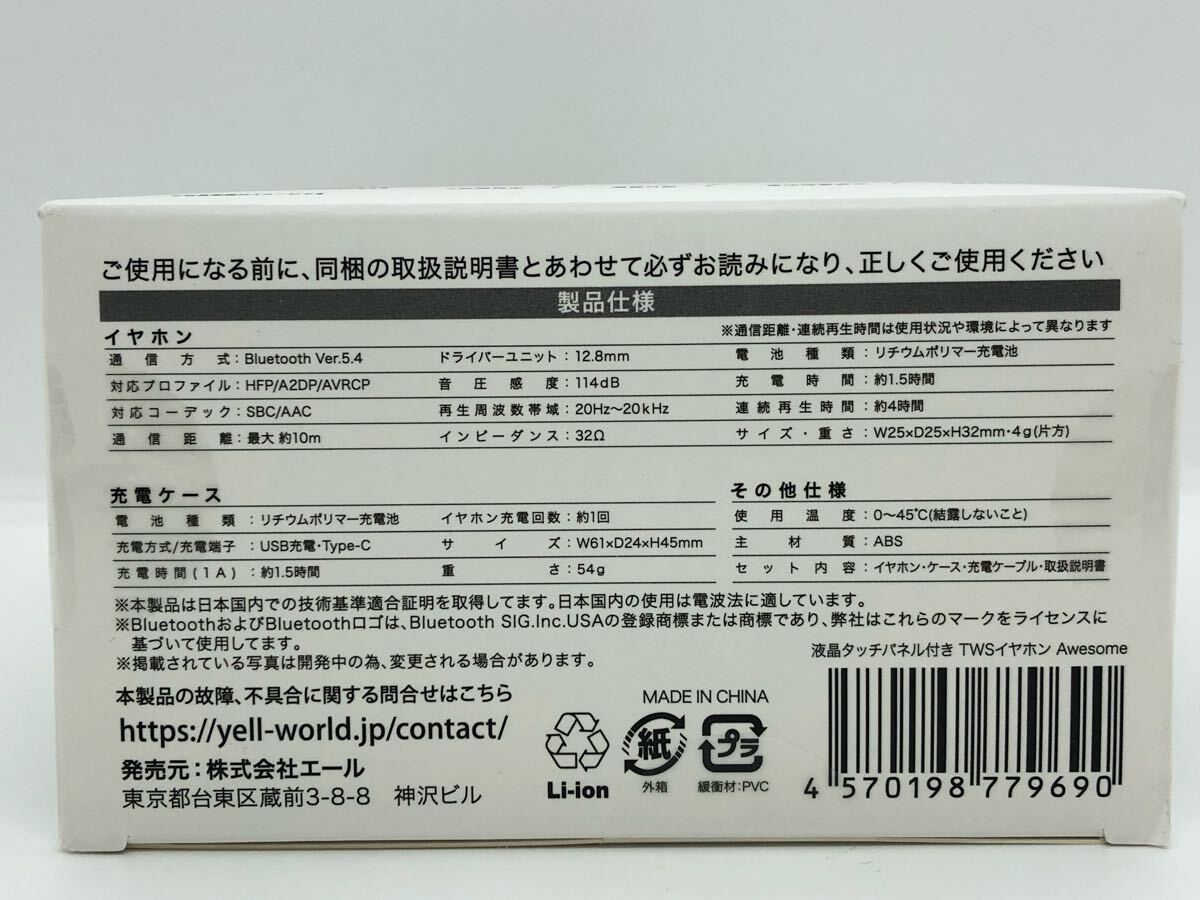 ご使用になる前に、同梱の取扱説明書とあわせて必ずお読みになり、正しくご使用ください
製品仕様
イヤホン
※通信距離・連続再生時間は使用状況や環境によって異なります
通信方式：Bluetooth Ver.5.4
対応プロファイル：HFP/A2DP/AVRCP
対応コーデック：SBC/AAC
通信距離：最大 約10m
ドライバーユニット：12.8mm
音圧感度：114dB
再生周波数帯域：20Hz〜20kHz
インピーダンス：32Ω
電池種類：リチウムポリマー充電池
充電時間：約1.5時間
連続再生時間：約4時間
サイズ・重さ：W25×D25×H32mm・4g(片方)
充電ケース
電池種類：リチウムポリマー充電池
充電方式/充電端子：USB充電・Type-C
充電時間(1A)：約1.5時間
イヤホン充電回数：約1回
サイズ：W61×D24×H45mm
重さ：54g
その他仕様
使用温度：0〜45℃(結露しないこと)
主材質：ABS
セット内容：イヤホン・ケース・充電ケーブル・取扱説明書
※本製品は日本国内での技術基準適合証明を取得してます。日本国内の使用は電波法に適しています。
※BluetoothおよびBluetoothロゴは、Bluetooth SIG.Inc.USAの登録商標または商標であり、弊社はこれらのマークをライセンスに
基づいて使用してます。
※掲載されている写真は開発中の為、変更される場合があります。
本製品の故障、不具合に関する問合せはこちら
https://yell-world.jp/contact/
発売元：株式会社エール
東京都台東区蔵前3-8-8 神沢ビル
MADE IN CHINA
Li-ion
紙
外箱
プラ
緩衝材：PVC
液晶タッチパネル付き TWSイヤホン Awesome
4 570198 779690